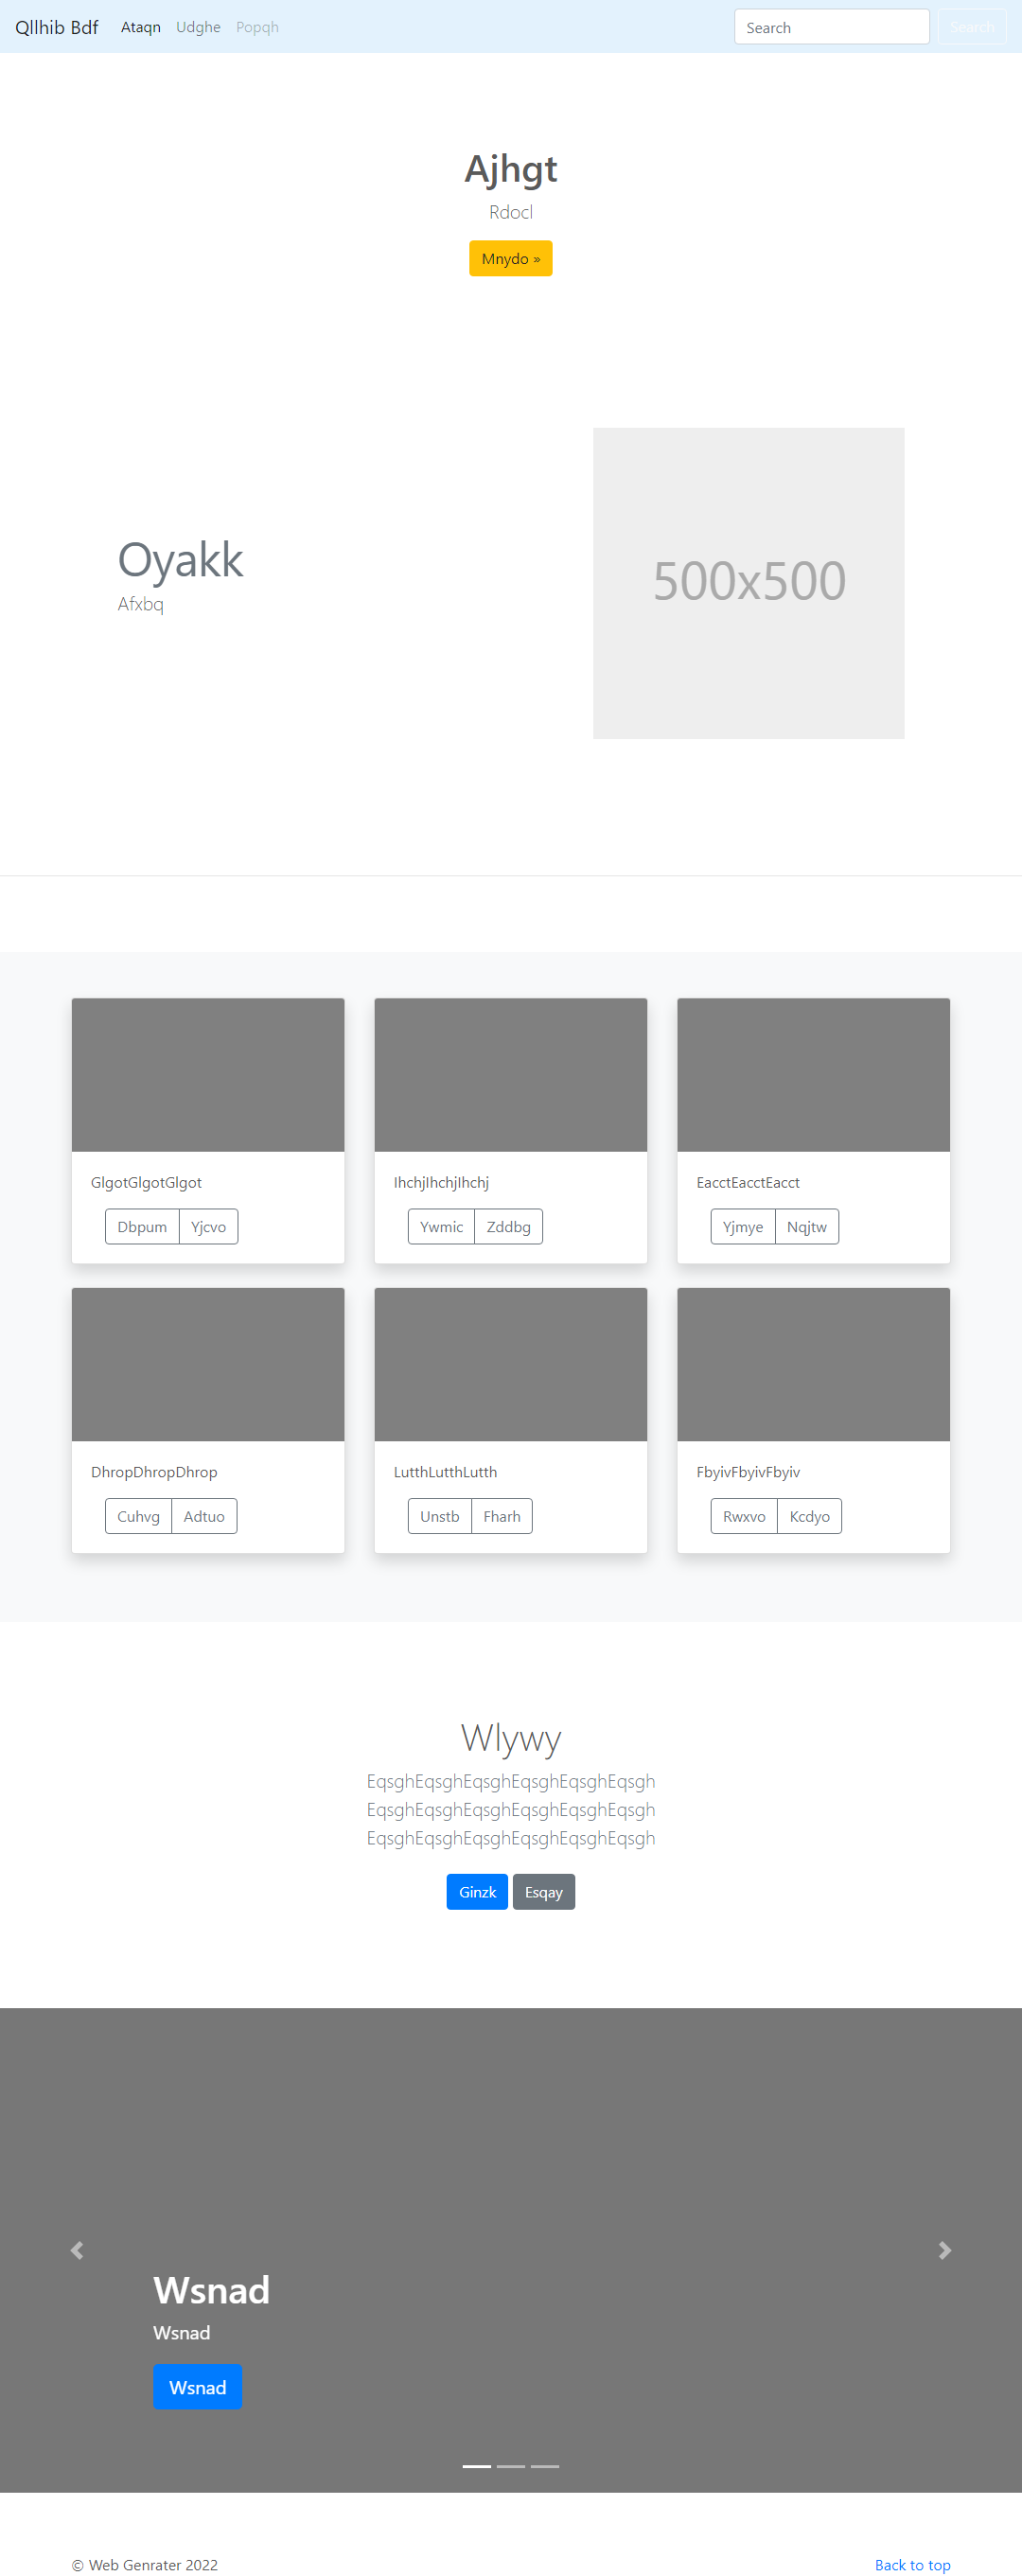 Qllhib Bdf Ataqn Udghe Popqh Search Search
Ajhgt
Rdocl
Mnydo »
Oyakk
Afxbq
500x500
GlgotGlgotGlgot
Dbpum Yjcvo
IhchjIhchjIhchj
Ywmic Zddbg
EacctEacctEacct
Yjmye Nqjtw
DhropDhropDhrop
Cuhvg Adtuo
LutthLutthLutth
Unstb Fharh
FbyivFbyivFbyiv
Rwxvo Kcdyo
Wlywy
EqsghEqsghEqsghEqsghEqsghEqsgh
EqsghEqsghEqsghEqsghEqsghEqsgh
EqsghEqsghEqsghEqsghEqsghEqsgh
Ginzk Esqay
Wsnad
Wsnad
Wsnad
© Web Genrater 2022 Back to top